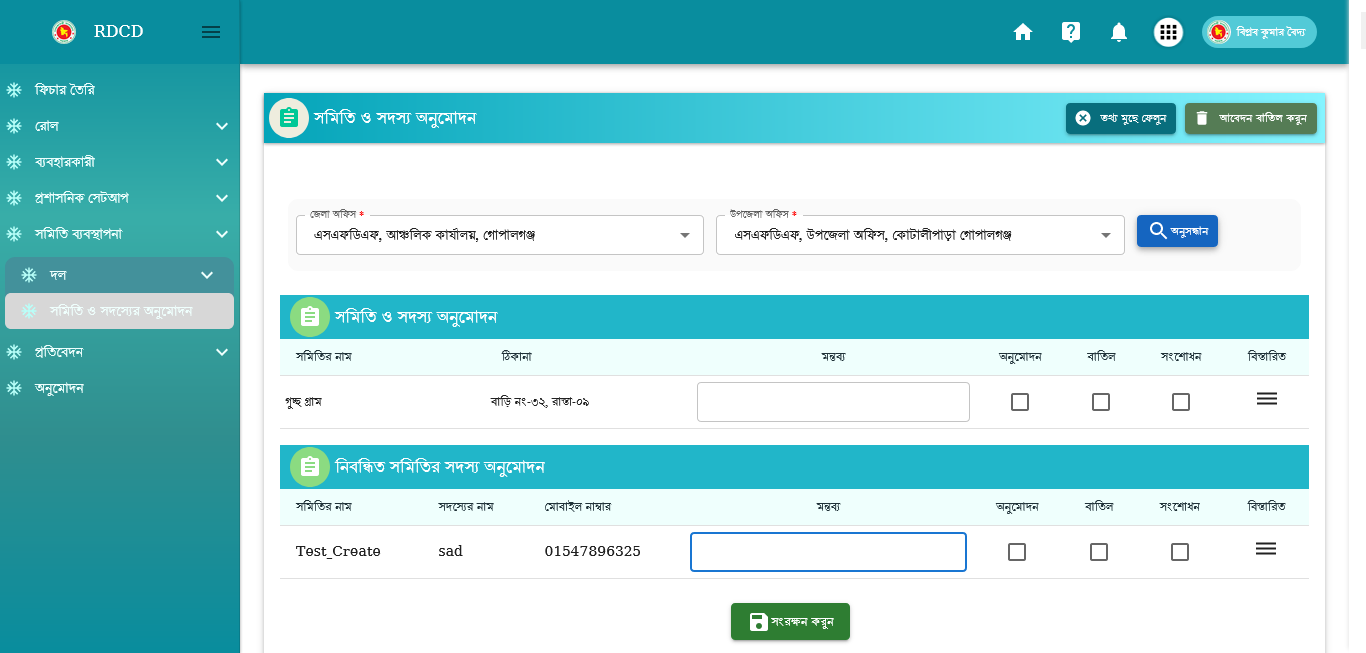 RDCD
বিপ্লব কুমার বৈদ্য
ফিচার তৈরি
রোল
ব্যবহারকারী
প্রশাসনিক সেটআপ
সমিতি ব্যবস্থাপনা
দল
সমিতি ও সদস্যের অনুমোদন
প্রতিবেদন
অনুমোদন
সমিতি ও সদস্য অনুমোদন
তথ্য মুছে ফেলুন
আবেদন বাতিল করুন
জেলা অফিস *
এসএফডিএফ, আঞ্চলিক কার্যালয়, গোপালগঞ্জ
উপজেলা অফিস *
এসএফডিএফ, উপজেলা অফিস, কোটালীপাড়া গোপালগঞ্জ
অনুসন্ধান
সমিতি ও সদস্য অনুমোদন
সমিতির নাম ঠিকানা মন্তব্য অনুমোদন বাতিল সংশোধন বিস্তারিত
গুচ্ছ গ্রাম বাড়ি নং-৩২, রাস্তা-০৯
নিবন্ধিত সমিতির সদস্য অনুমোদন
সমিতির নাম সদস্যের নাম মোবাইল নাম্বার মন্তব্য অনুমোদন বাতিল সংশোধন বিস্তারিত
Test_Create sad 01547896325
সংরক্ষন করুন